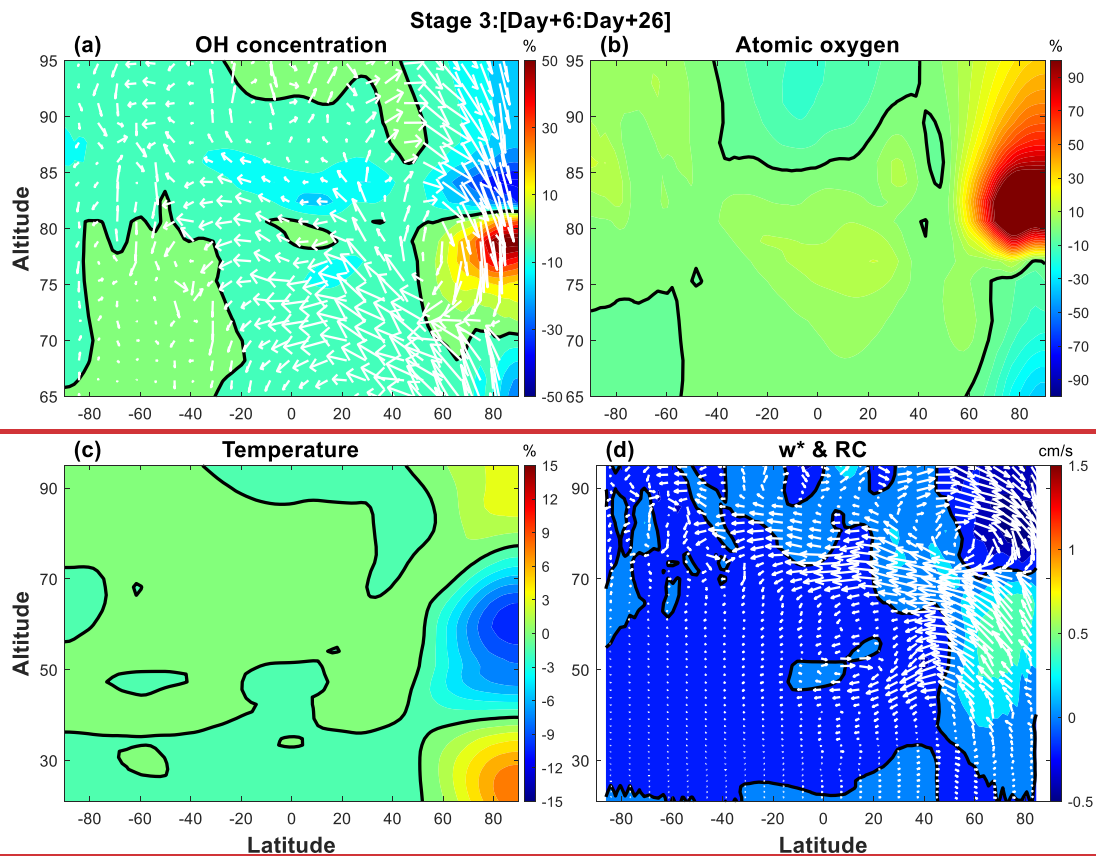 Stage 3:[Day+6:Day+26]
(a) OH concentration %
(b) Atomic oxygen %
95 50 95
90
90 30 90 70
85 10 85 50
30
80 80 10
-10 -10
75 75 -30
70 -30 70 -50
-70
65 -50 65 -90
-80 -60 -40 -20 0 20 40 60 80
-80 -60 -40 -20 0 20 40 60 80
Altitude
(c) Temperature %
(d) w* & RC cm/s
90 15 90 1.5
12
9
70 6 70 1
3
0 0.5
50 -3 50
-6
-9 0
30 -12 30
-15 -0.5
-80 -60 -40 -20 0 20 40 60 80
-80 -60 -40 -20 0 20 40 60 80
Altitude
Latitude
Latitude